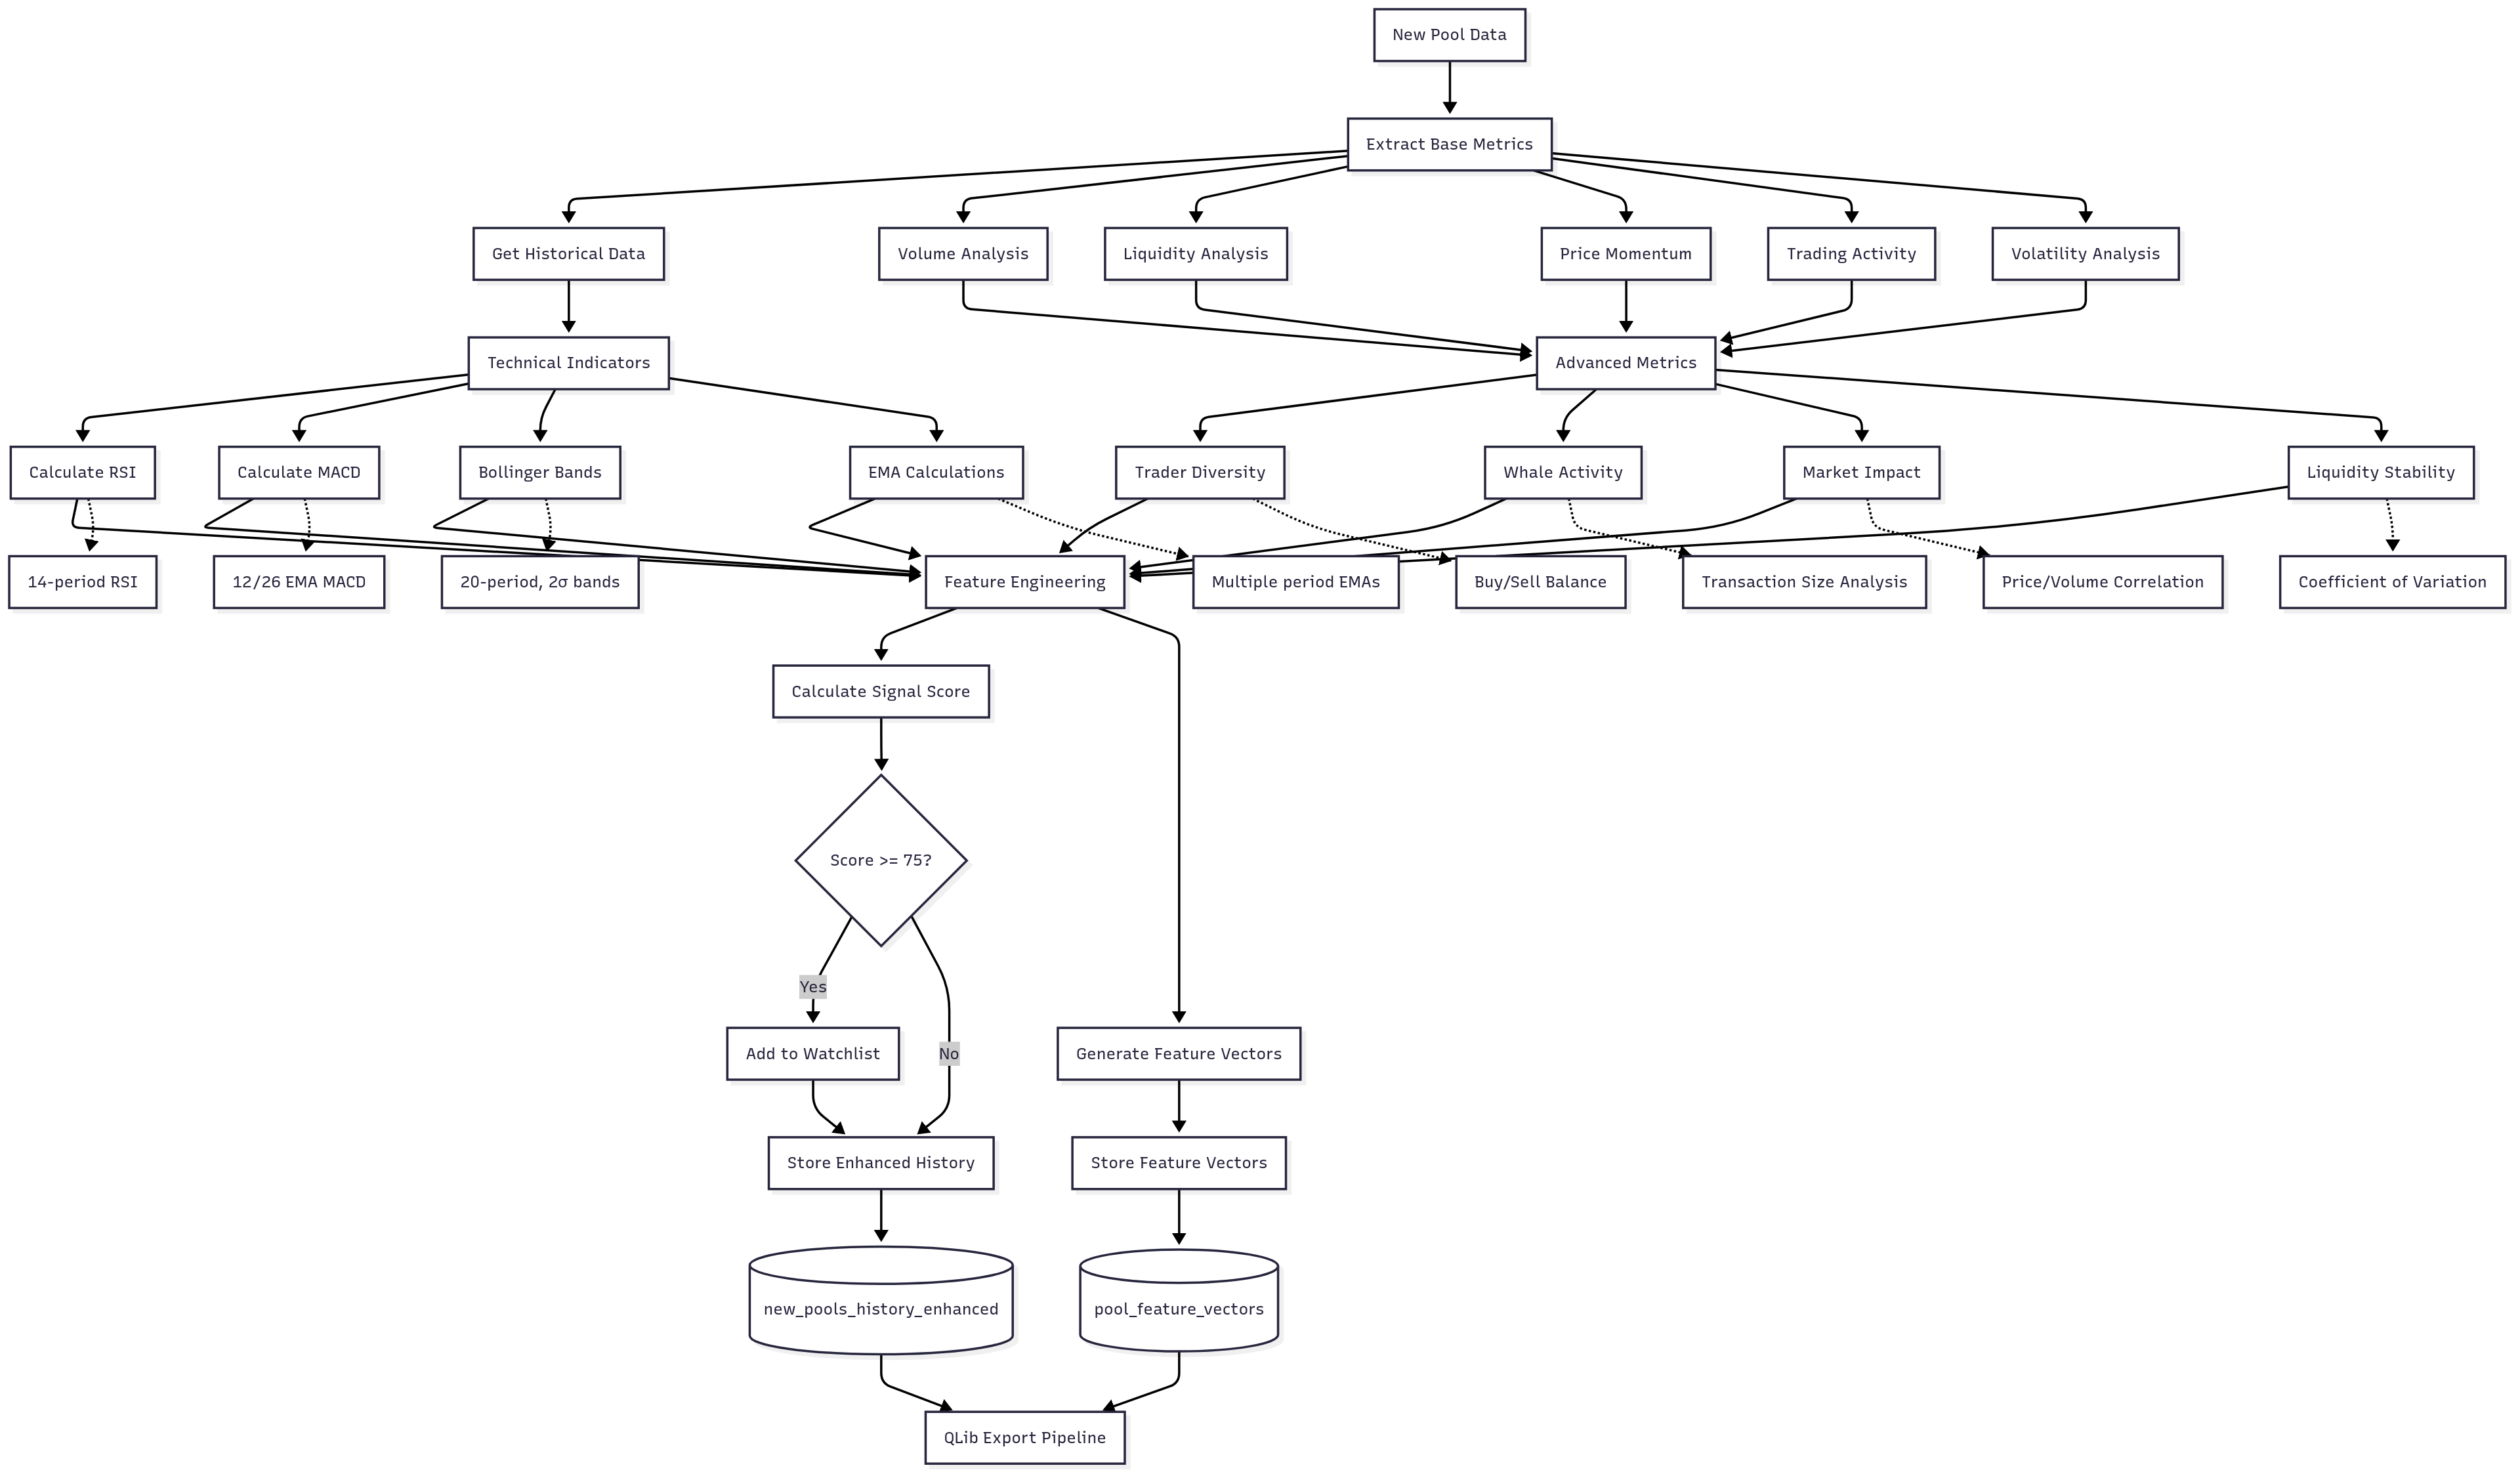 New Pool Data
Extract Base Metrics
Get Historical Data
Volume Analysis
Liquidity Analysis
Price Momentum
Trading Activity
Volatility Analysis
Technical Indicators
Advanced Metrics
Calculate RSI
Calculate MACD
Bollinger Bands
EMA Calculations
Trader Diversity
Whale Activity
Market Impact
Liquidity Stability
14-period RSI
12/26 EMA MACD
20-period, 2σ bands
Feature Engineering
Multiple period EMAs
Buy/Sell Balance
Transaction Size Analysis
Price/Volume Correlation
Coefficient of Variation
Calculate Signal Score
Score >= 75?
Yes
No
Add to Watchlist
Generate Feature Vectors
Store Enhanced History
Store Feature Vectors
new_pools_history_enhanced
pool_feature_vectors
QLib Export Pipeline